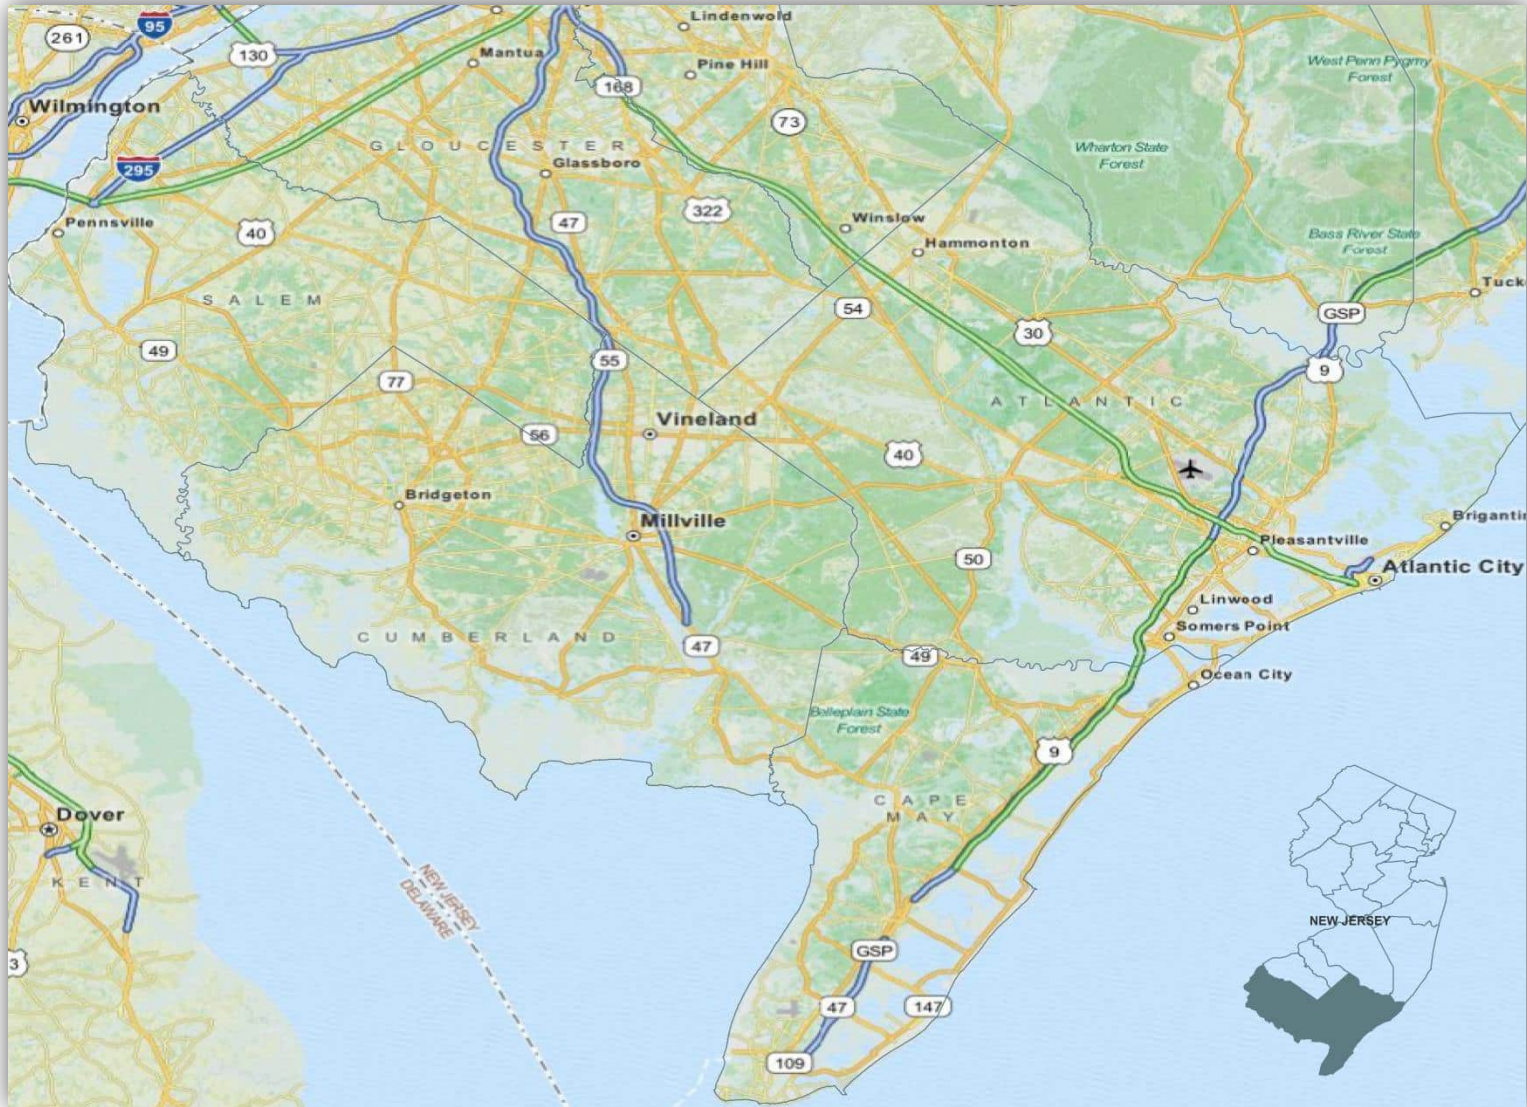 Lindenwold
95
261
130
Mantua
West Penn Pygmy
Forest
Pine Hill
168
Wilmington
73
GLOUCESTER
Wharton State
Forest
295
Glassboro
322
Pennsville
40
47
Winslow
Bass River State
Forest
Hammonton
SALEM
Tuck
54
GSP
30
49
55
9
77
ATLANTIC
Vineland
56
40
Bridgeton
Millville
Brigantin
Pleasantville
50
Atlantic City
Linwood
Somers Point
CUMBERLAND
47
49
Ocean City
Belleplain State
Forest
9
CAPE
MAY
Dover
KENT
NEW JERSEY
DELAWARE
NEW JERSEY
3
GSP
47
147
109